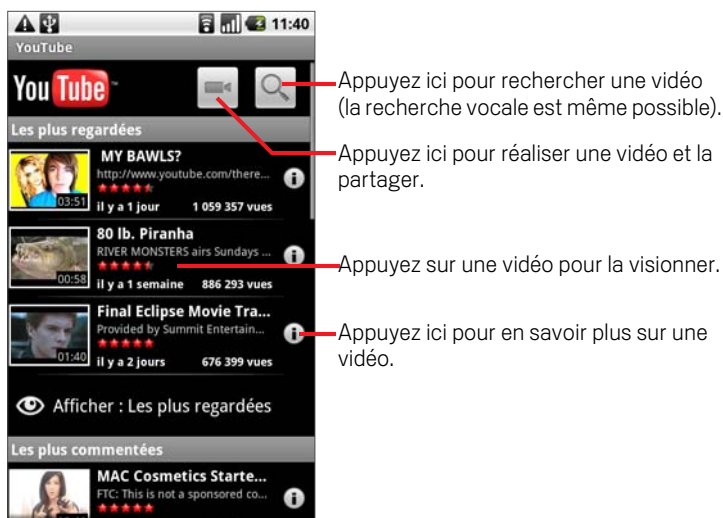 11:40
YouTube
You Tube
Les plus regardées
MY BAWLS?
http://www.youtube.com/there...
03:51
il y a 1 jour 1 059 357 vues
80 lb. Piranha
RIVER MONSTERS airs Sundays ...
00:58
il y a 1 semaine 886 293 vues
Final Eclipse Movie Tra...
Provided by Summit Entertain...
01:40
il y a 2 jours 676 399 vues
Afficher : Les plus regardées
Les plus commentées
MAC Cosmetics Starte...
FTC: This is not a sponsored co...
Appuyez ici pour rechercher une vidéo
(la recherche vocale est même possible).
Appuyez ici pour réaliser une vidéo et la
partager.
Appuyez sur une vidéo pour la visionner.
Appuyez ici pour en savoir plus sur une
vidéo.